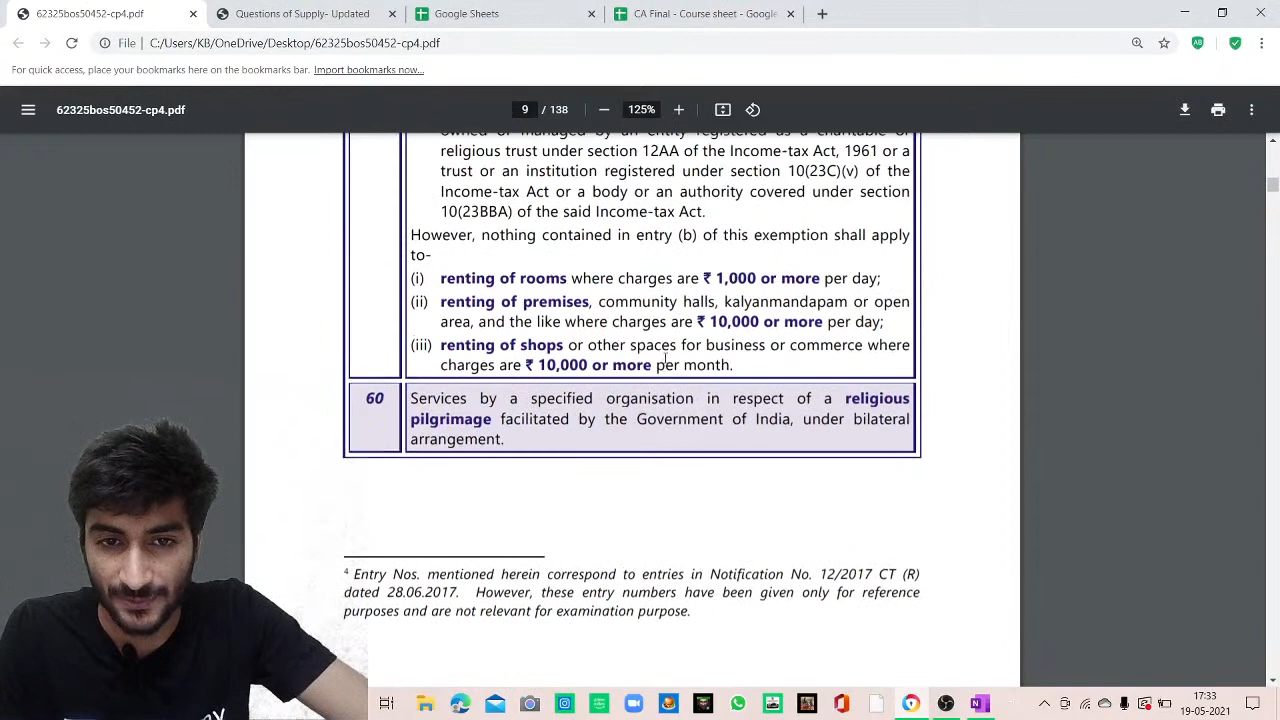 62325bos50452-cp4.pdf
Questions of Supply- Updated
Google Sheets
CA Final - Course sheet - Google
File | C:/Users/KB/OneDrive/Desktop/62325bos50452-cp4.pdf
For quick access, place your bookmarks here on the bookmarks bar. Import bookmarks now...
62325bos50452-cp4.pdf
9 / 138
125%
owned or managed by an entity registered as a charitable or
religious trust under section 12AA of the Income-tax Act, 1961 or a
trust or an institution registered under section 10(23C)(v) of the
Income-tax Act or a body or an authority covered under section
10(23BBA) of the said Income-tax Act.
However, nothing contained in entry (b) of this exemption shall apply
to-
(i) renting of rooms where charges are ₹ 1,000 or more per day;
(ii) renting of premises, community halls, kalyanmandapam or open
area, and the like where charges are ₹ 10,000 or more per day;
(iii) renting of shops or other spaces for business or commerce where
charges are ₹ 10,000 or more per month.
60 Services by a specified organisation in respect of a religious
pilgrimage facilitated by the Government of India, under bilateral
arrangement.
4 Entry Nos. mentioned herein correspond to entries in Notification No. 12/2017 CT (R)
dated 28.06.2017. However, these entry numbers have been given only for reference
purposes and are not relevant for examination purpose.
17:33
19-05-2021